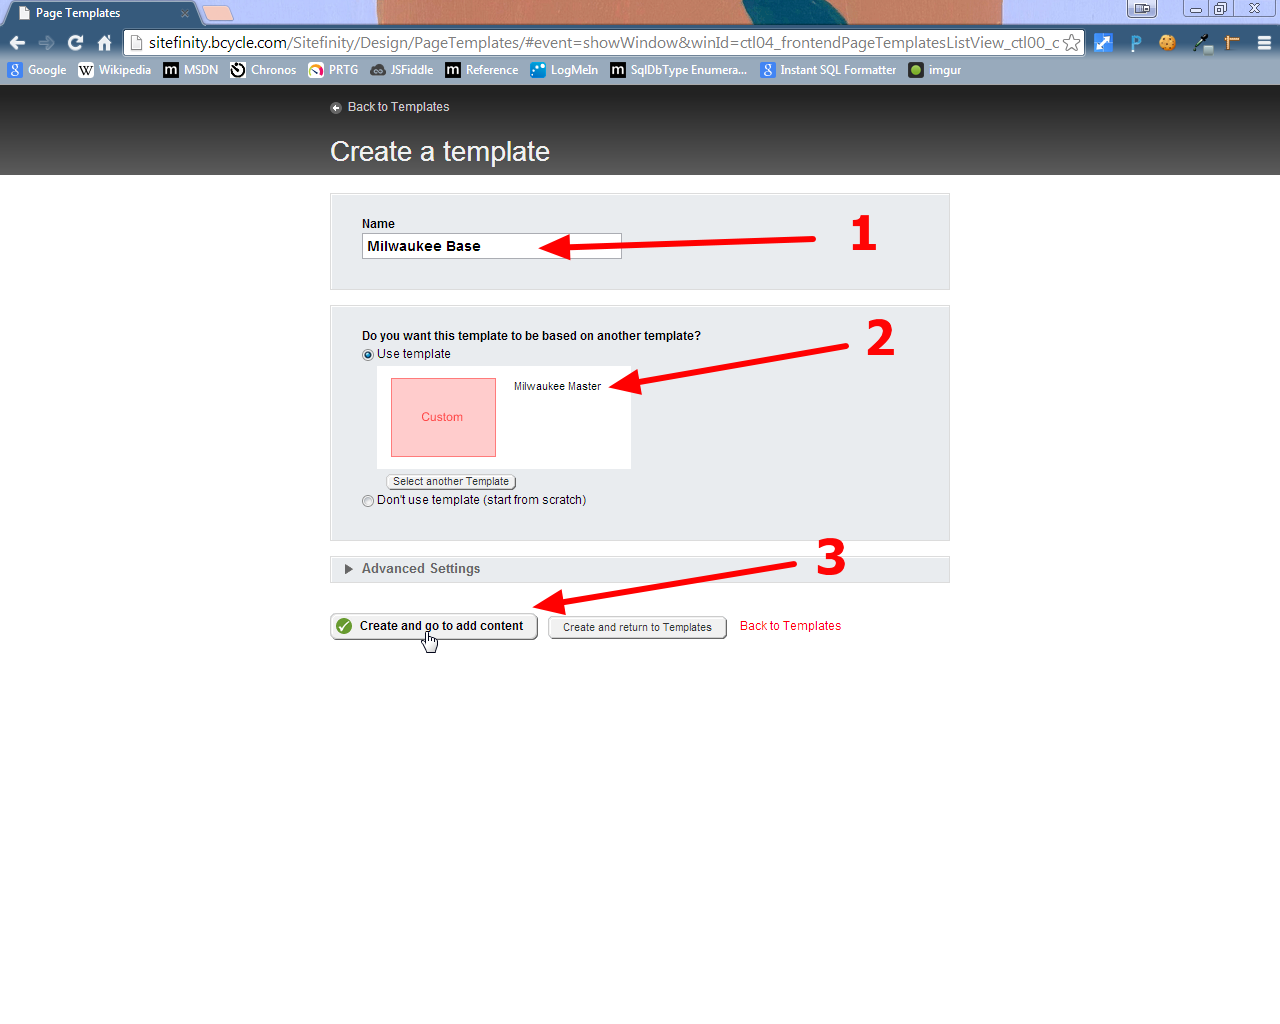 Page Templates
sitefinity.bcycle.com/Sitefinity/Design/PageTemplates/#event=showWindow&winId=ctl04_frontendPageTemplatesListView_ctl00_c
Google Wikipedia MSDN Chronos PRTG JSFiddle Reference LogMeIn SqlDbType Enumera... Instant SQL Formatter imgur
Back to Templates
Create a template
Name
Milwaukee Base
1
Do you want this template to be based on another template?
2
Use template
Custom
Milwaukee Master
Select another Template
Don't use template (start from scratch)
3
Advanced Settings
Create and go to add content Create and return to Templates Back to Templates